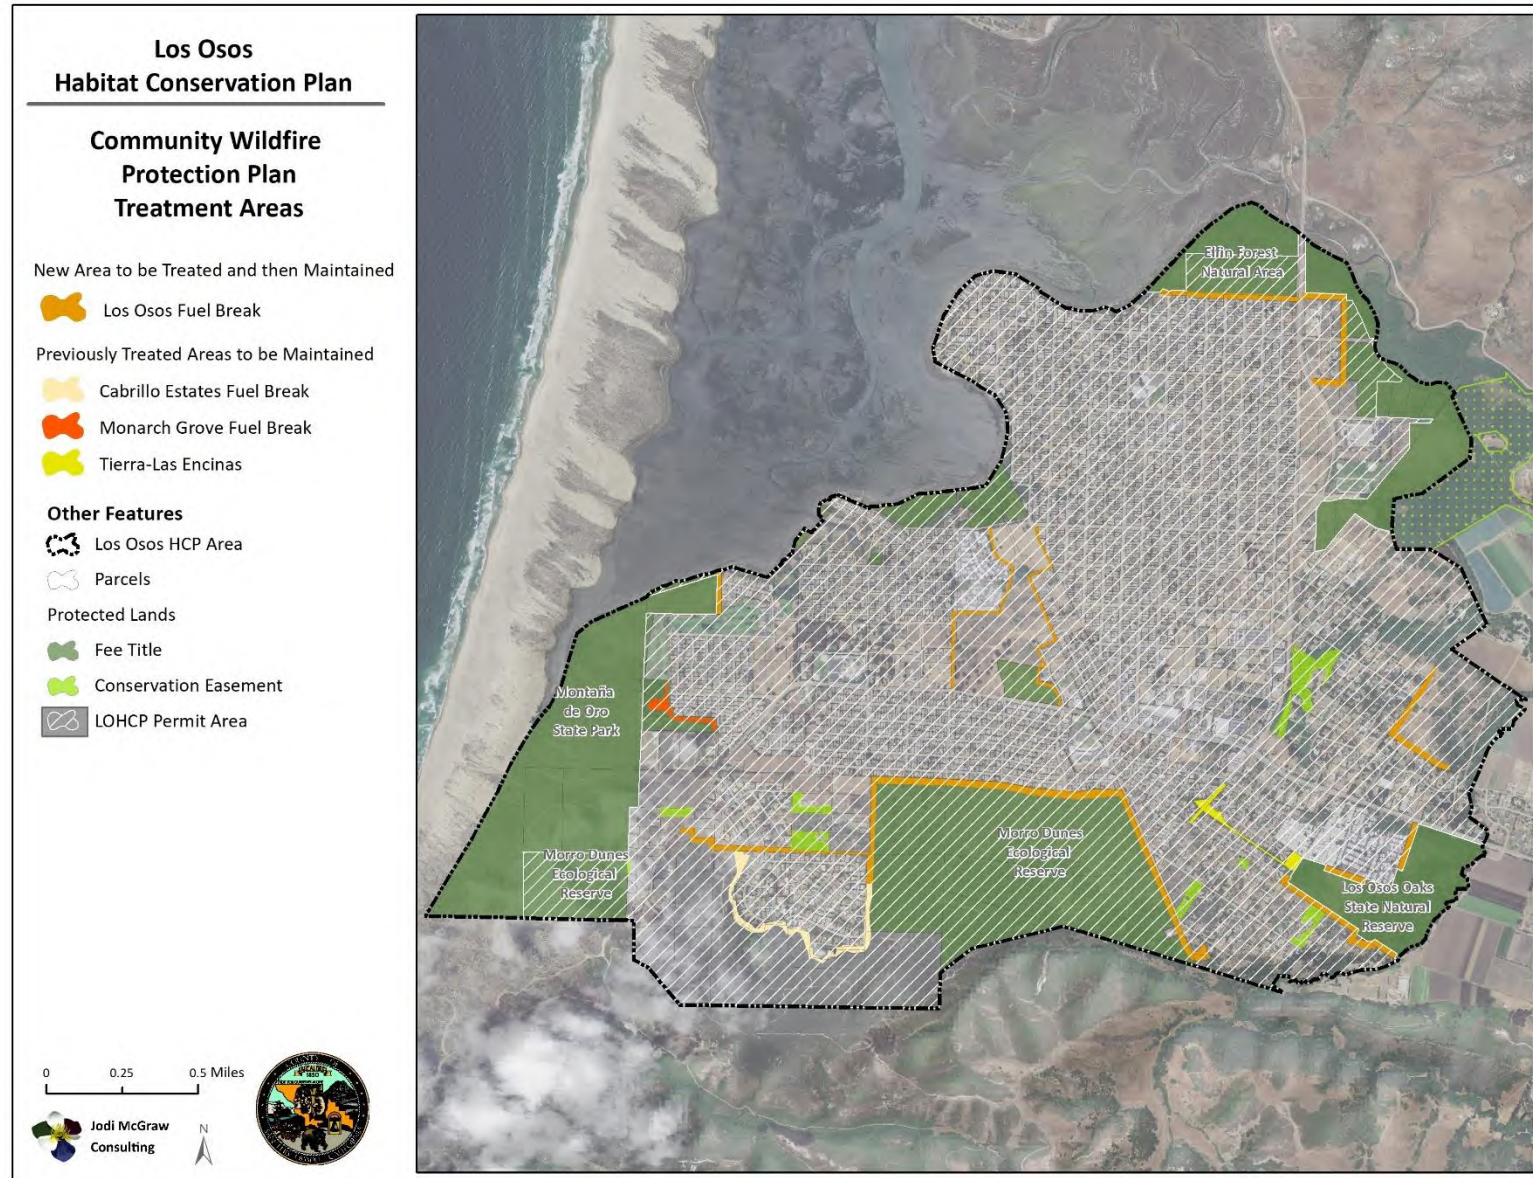 Los Osos
Habitat Conservation Plan
Community Wildfire
Protection Plan
Treatment Areas
New Area to be Treated and then Maintained
Los Osos Fuel Break
Previously Treated Areas to be Maintained
Cabrillo Estates Fuel Break
Monarch Grove Fuel Break
Tierra-Las Encinas
Other Features
Los Osos HCP Area
Parcels
Protected Lands
Fee Title
Conservation Easement
LOHCP Permit Area
0 0.25 0.5 Miles
Jodi McGraw
Consulting
N
COUNTY OF
1850
Elfin Forest
Natural Area
Montaña
de Oro
State Park
Morro Dunes
Ecological
Reserve
Morro Dunes
Ecological
Reserve
Los Osos Oaks
State Natural
Reserve